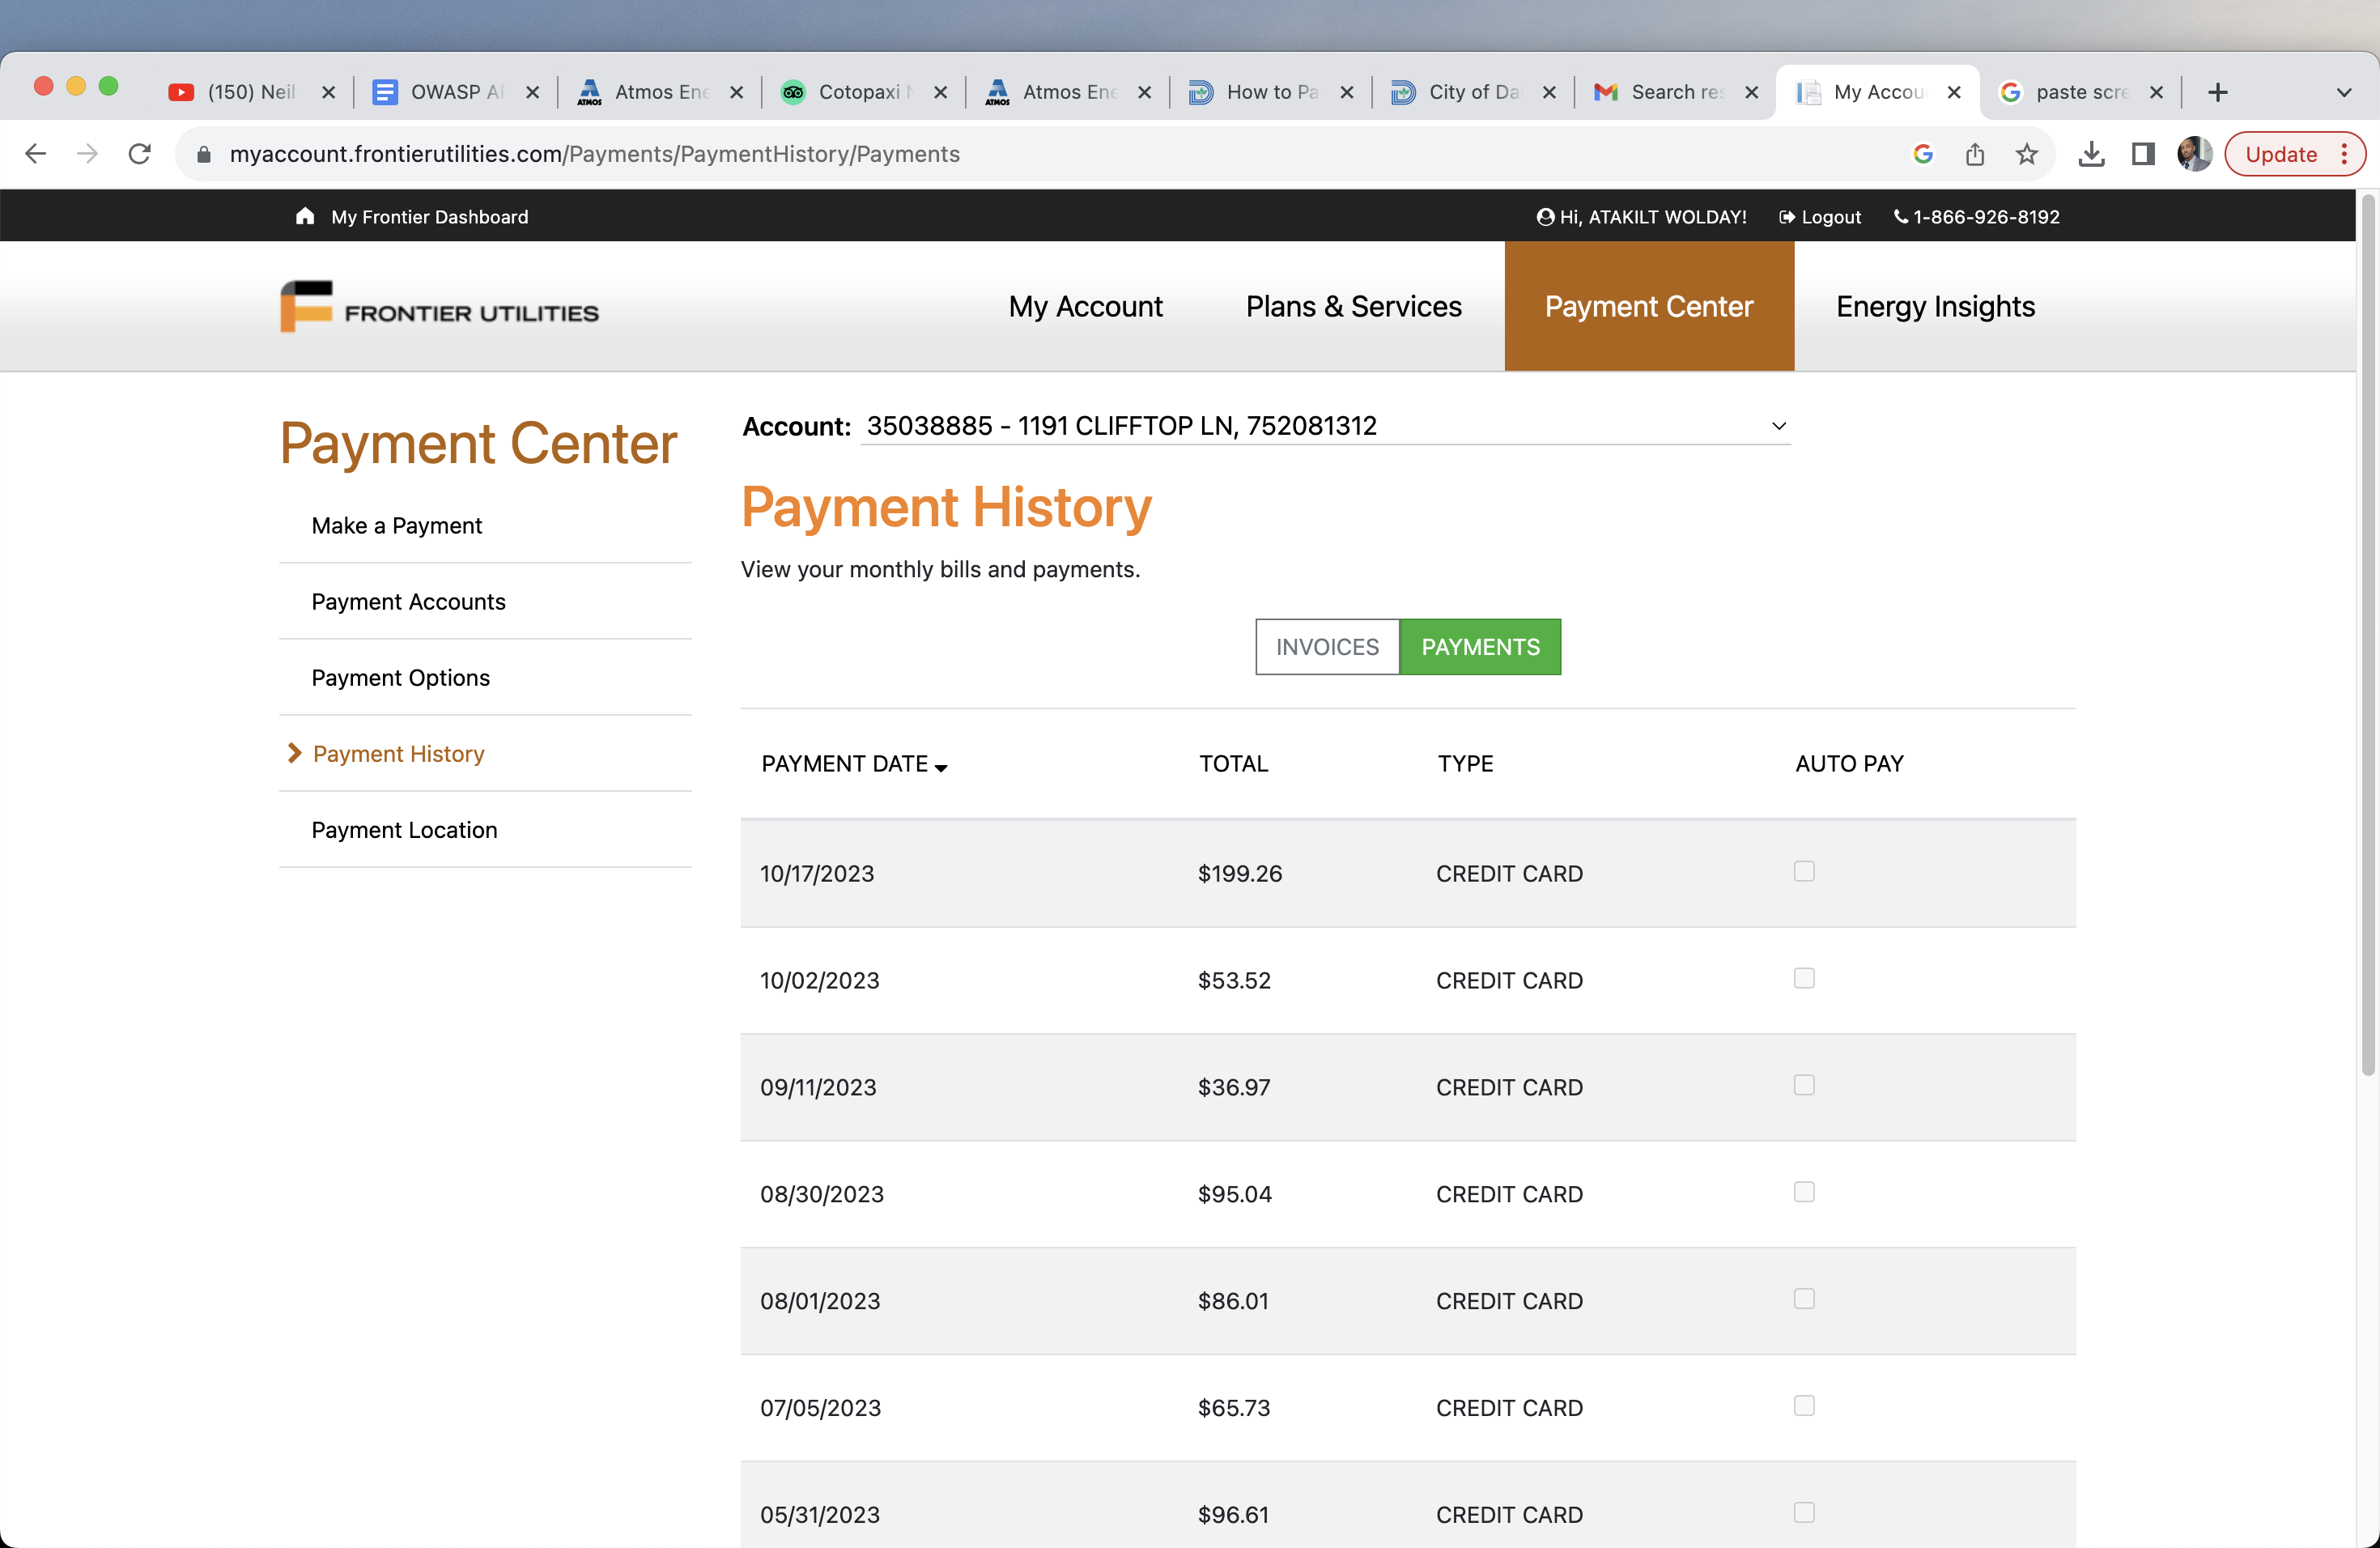 (150) Neil
OWASP AP
Atmos Ene
Cotopaxi N
Atmos Ene
How to Pa
City of Da
Search res
My Accou
paste scre
myaccount.frontierutilities.com/Payments/PaymentHistory/Payments
Update
My Frontier Dashboard
Hi, ATAKILT WOLDAY!
Logout
1-866-926-8192
FRONTIER UTILITIES
My Account
Plans & Services
Payment Center
Energy Insights
Payment Center
Make a Payment
Payment Accounts
Payment Options
Payment History
Payment Location
Account: 35038885 - 1191 CLIFFTOP LN, 752081312
Payment History
View your monthly bills and payments.
INVOICES PAYMENTS
PAYMENT DATE TOTAL TYPE AUTO PAY
10/17/2023 $199.26 CREDIT CARD
10/02/2023 $53.52 CREDIT CARD
09/11/2023 $36.97 CREDIT CARD
08/30/2023 $95.04 CREDIT CARD
08/01/2023 $86.01 CREDIT CARD
07/05/2023 $65.73 CREDIT CARD
05/31/2023 $96.61 CREDIT CARD